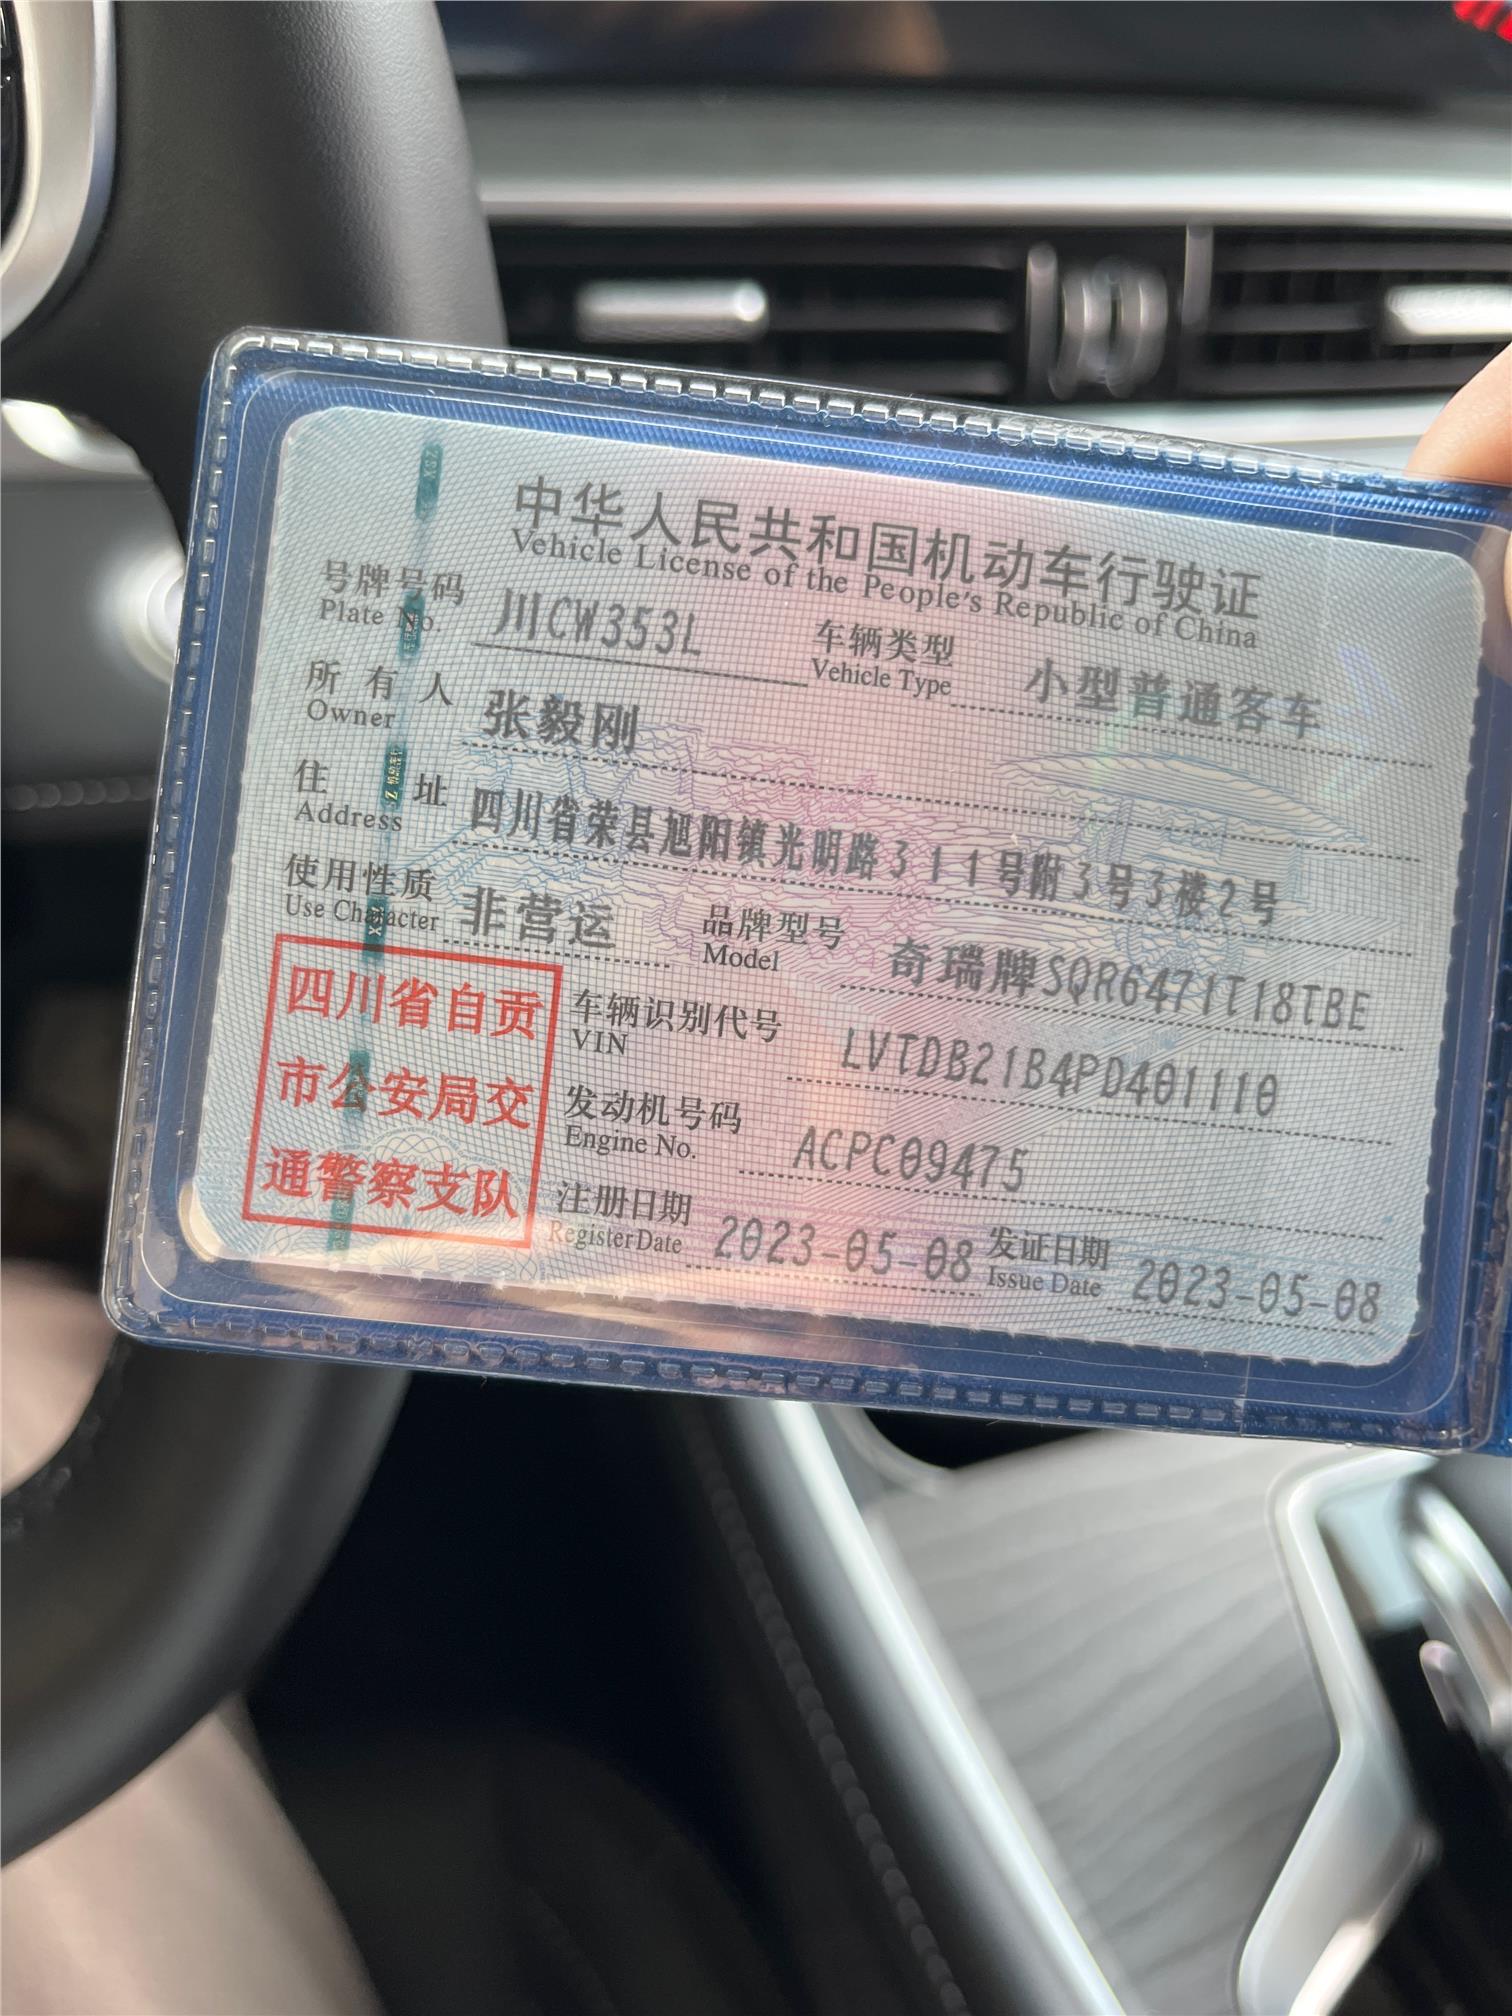 中华人民共和国机动车行驶证
Vehicle License of the People's Republic of China
号牌号码 川CW353L 车辆类型 小型普通客车
Plate No. Vehicle Type
所有人 张毅刚
Owner
住址 四川省荣县旭阳镇光明路311号附3号3楼2号
Address
使用性质 非营运 品牌型号 奇瑞牌SQR6471T18TBE
Use Character Model
四川省自贡
市公安局交
通警察支队
车辆识别代号 LVTDB21B4PD401110
VIN
发动机号码 ACPC09475
Engine No.
注册日期 2023-05-08 发证日期 2023-05-08
Register Date Issue Date